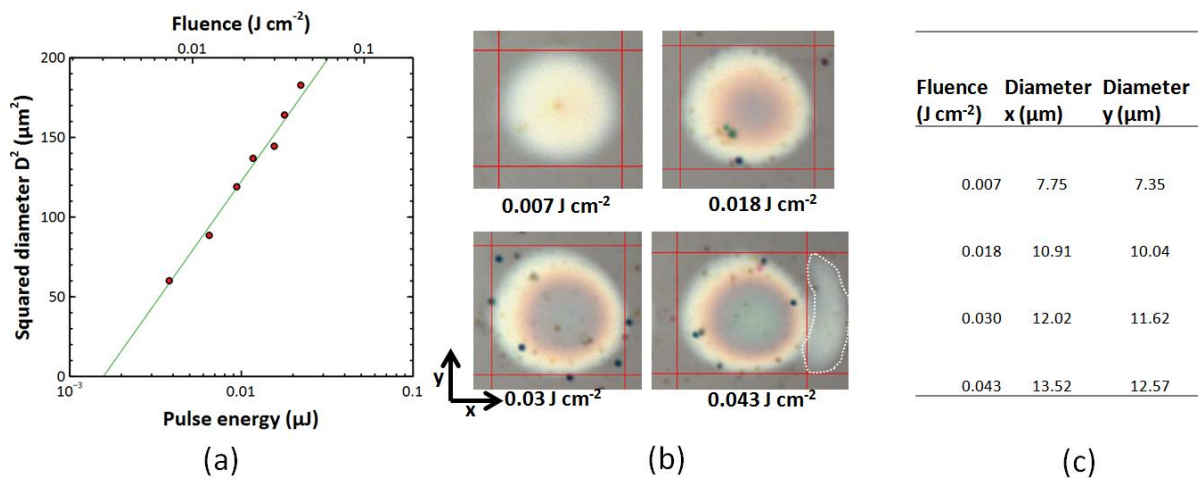 Fluence (J cm⁻²)
0.01 0.1
Squared diameter D² (µm²)
200
150
100
50
0
10⁻³ 0.01 0.1
Pulse energy (µJ)
(a)
0.007 J cm⁻² 0.018 J cm⁻²
y
x
0.03 J cm⁻² 0.043 J cm⁻²
(b)
Fluence Diameter Diameter
(J cm⁻²) x (µm) y (µm)
0.007 7.75 7.35
0.018 10.91 10.04
0.030 12.02 11.62
0.043 13.52 12.57
(c)